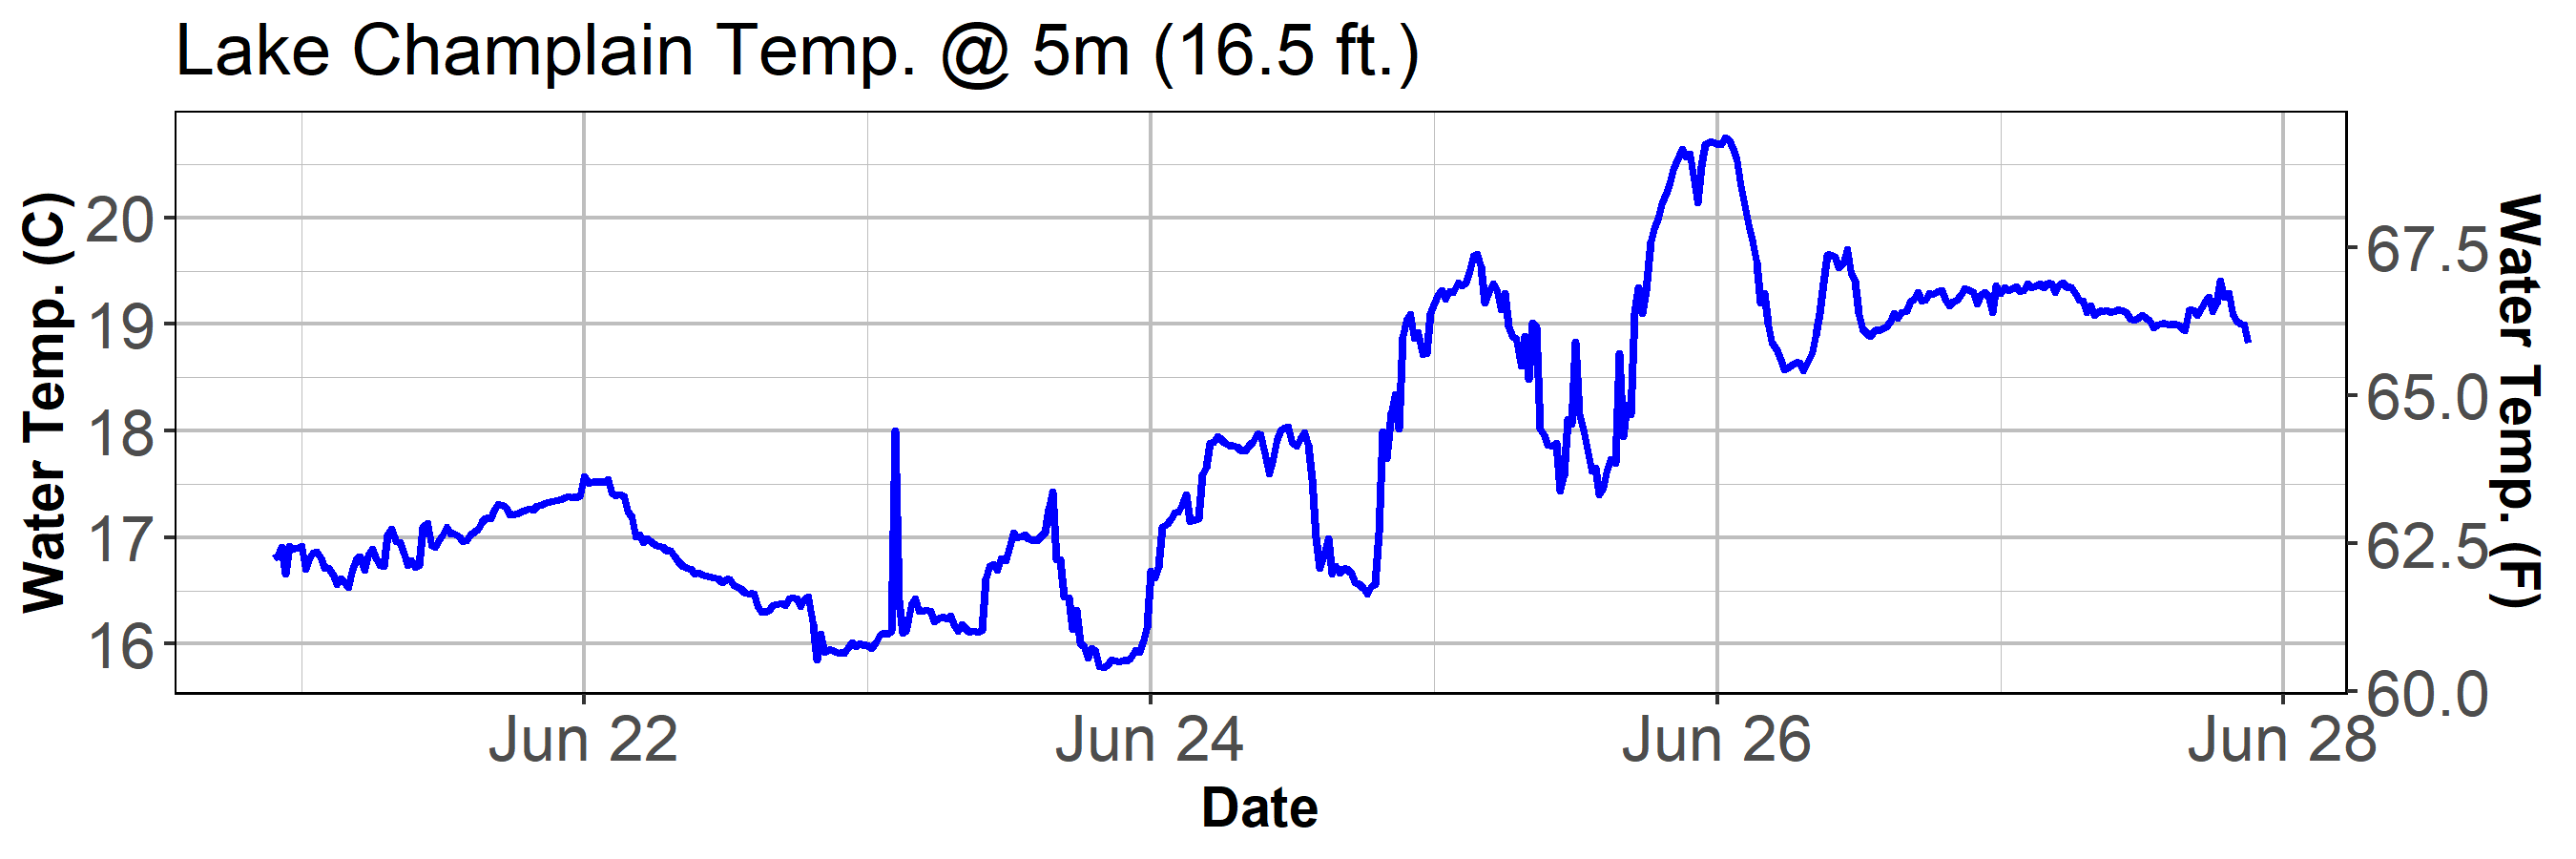 Lake Champlain Temp. @ 5m (16.5 ft.)
Water Temp. (C)
20
19
18
17
16
67.5
65.0
62.5
60.0
Water Temp. (F)
Jun 22
Jun 24
Jun 26
Jun 28
Date